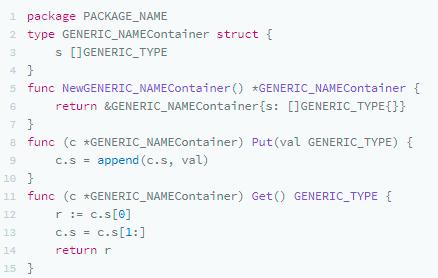 1 package PACKAGE_NAME
2 type GENERIC_NAMEContainer struct {
3     s []GENERIC_TYPE
4 }
5 func NewGENERIC_NAMEContainer() *GENERIC_NAMEContainer {
6     return &GENERIC_NAMEContainer{s: []GENERIC_TYPE{}}
7 }
8 func (c *GENERIC_NAMEContainer) Put(val GENERIC_TYPE) {
9     c.s = append(c.s, val)
10 }
11 func (c *GENERIC_NAMEContainer) Get() GENERIC_TYPE {
12     r := c.s[0]
13     c.s = c.s[1:]
14     return r
15 }